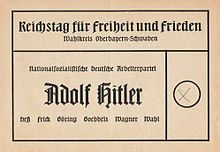 Reichstag für Freiheit und Frieden
Wahlkreis Oberbayern-Schwaben
Nationalsozialistische Deutsche Arbeiterpartei
Adolf Hitler
Heß Frick Göring Goebbels Wagner Wahl